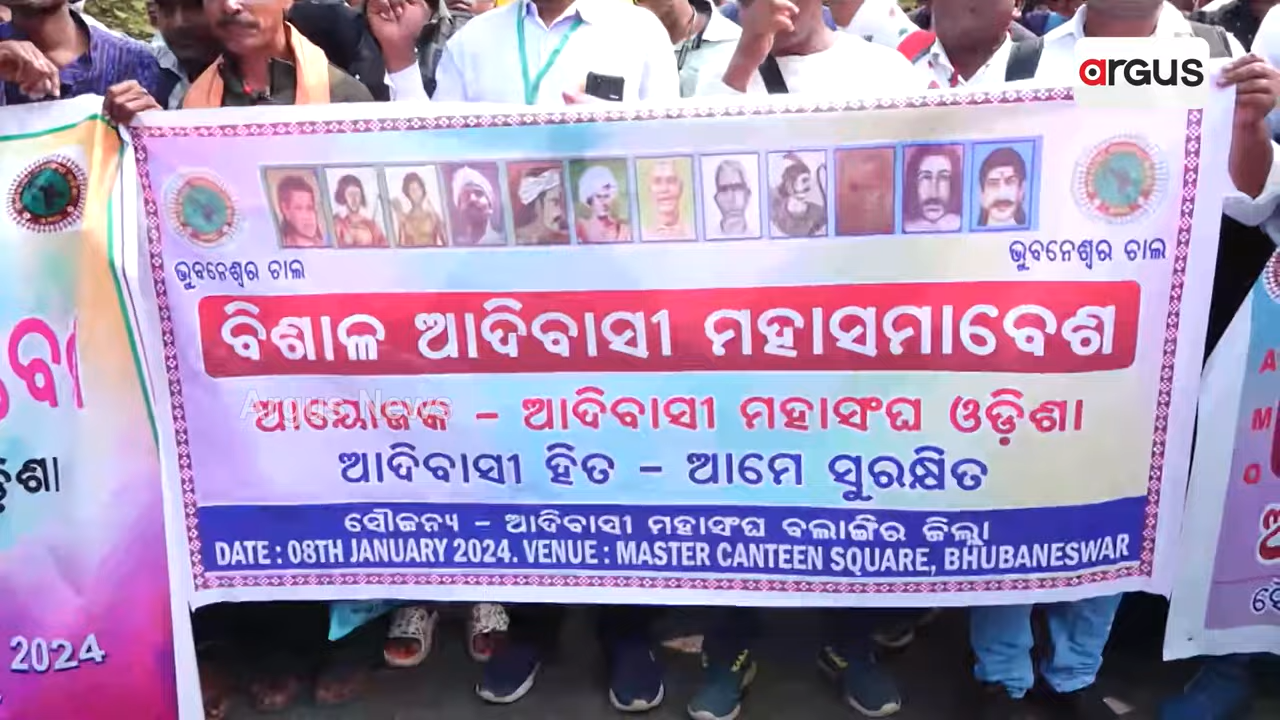 argus
ଭୁବନେଶ୍ୱର ଚାଲ
ଭୁବନେଶ୍ୱର ଚାଲ
ବିଶାଳ ଆଦିବାସୀ ମହାସମାବେଶ
Argus News
ଆୟୋଜକ – ଆଦିବାସୀ ମହାସଂଘ ଓଡ଼ିଶା
ଆଦିବାସୀ ହିତ – ଆମେ ସୁରକ୍ଷିତ
ସୌଜନ୍ୟ – ଆଦିବାସୀ ମହାସଂଘ ବଲାଙ୍ଗିର ଜିଲ୍ଲା
DATE : 08TH JANUARY 2024. VENUE : MASTER CANTEEN SQUARE, BHUBANESWAR
2024
A
M
O